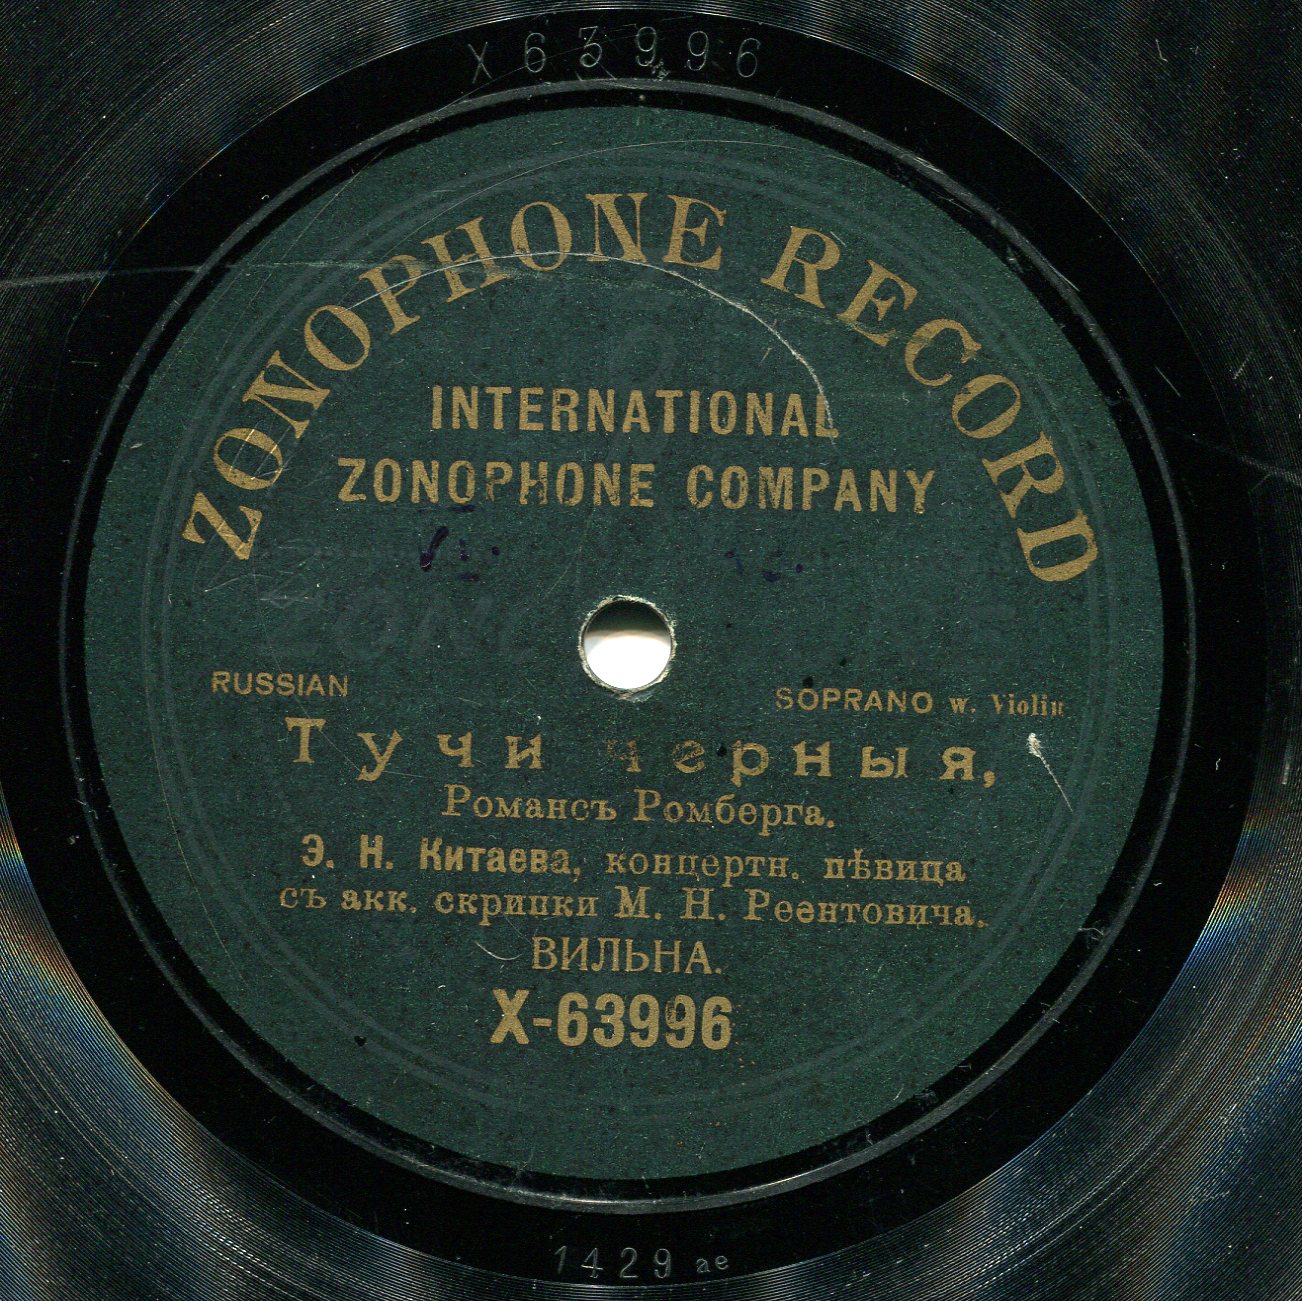 X 63996
ZONOPHONE RECORD
INTERNATIONAL
ZONOPHONE COMPANY
RUSSIAN
SOPRANO w. Violin
Тучи черныя,
Романсъ Ромберга.
Э. Н. Китаева, концертн. пѣвица
съ акк. скрипки М. Н. Реентовича.
ВИЛЬНА.
X-63996
1429 ae